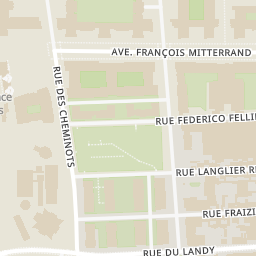 AVE. FRANÇOIS MITTERRAND
RUE DES CHEMINOTS
RUE FEDERICO FELLI
RUE LANGLIER R
RUE FRAIZI
RUE DU LANDY